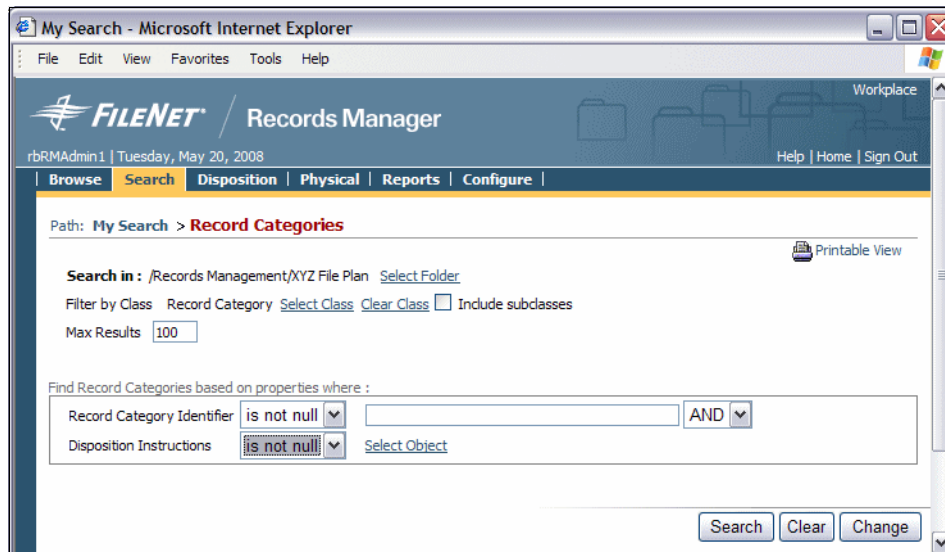 My Search - Microsoft Internet Explorer
File Edit View Favorites Tools Help
Workplace
FILENET® / Records Manager
rbRMAdmin1 | Tuesday, May 20, 2008 Help | Home | Sign Out
| Browse Search Disposition | Physical | Reports | Configure |
Path: My Search > Record Categories
Printable View
Search in : /Records Management/XYZ File Plan Select Folder
Filter by Class Record Category Select Class Clear Class Include subclasses
Max Results 100
Find Record Categories based on properties where :
Record Category Identifier is not null AND
Disposition Instructions is not null Select Object
Search Clear Change